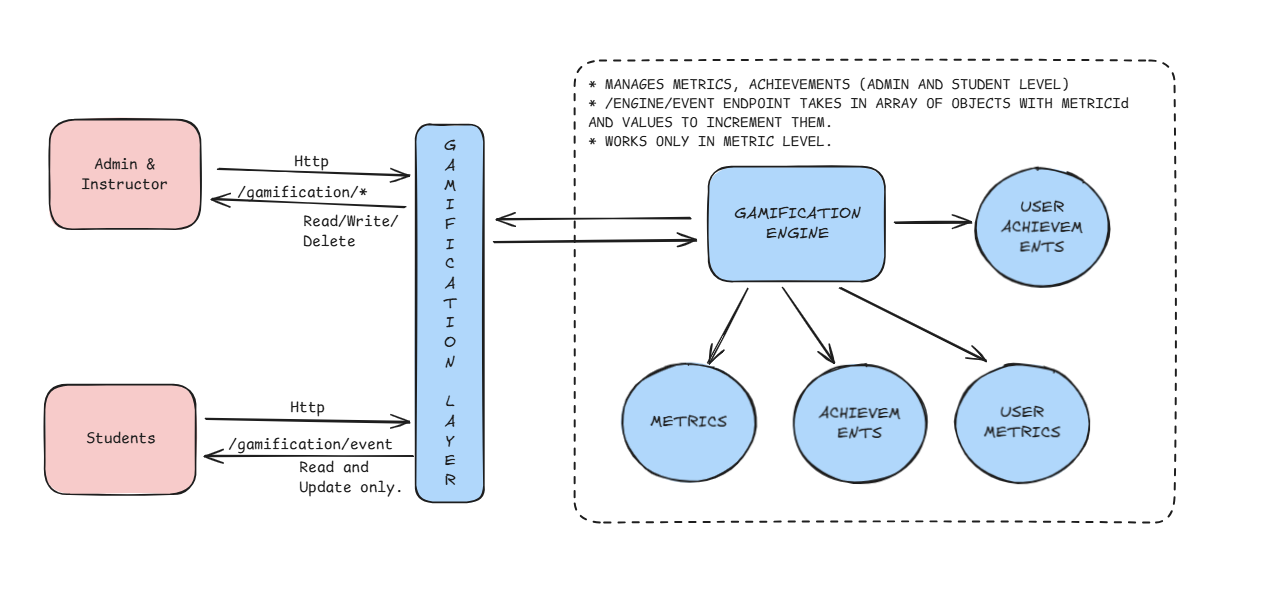 * MANAGES METRICS, ACHIEVEMENTS (ADMIN AND STUDENT LEVEL)
* /ENGINE/EVENT ENDPOINT TAKES IN ARRAY OF OBJECTS WITH METRICId
AND VALUES TO INCREMENT THEM.
* WORKS ONLY IN METRIC LEVEL.
Admin &
Instructor
Http
/gamification/*
Read/Write/
Delete
G
A
M
I
F
I
C
A
T
I
O
N
L
A
Y
E
R
GAMIFICATION
ENGINE
USER
ACHIEVEM
ENTS
Students
Http
/gamification/event
Read and
Update only.
METRICS
ACHIEVEM
ENTS
USER
METRICS